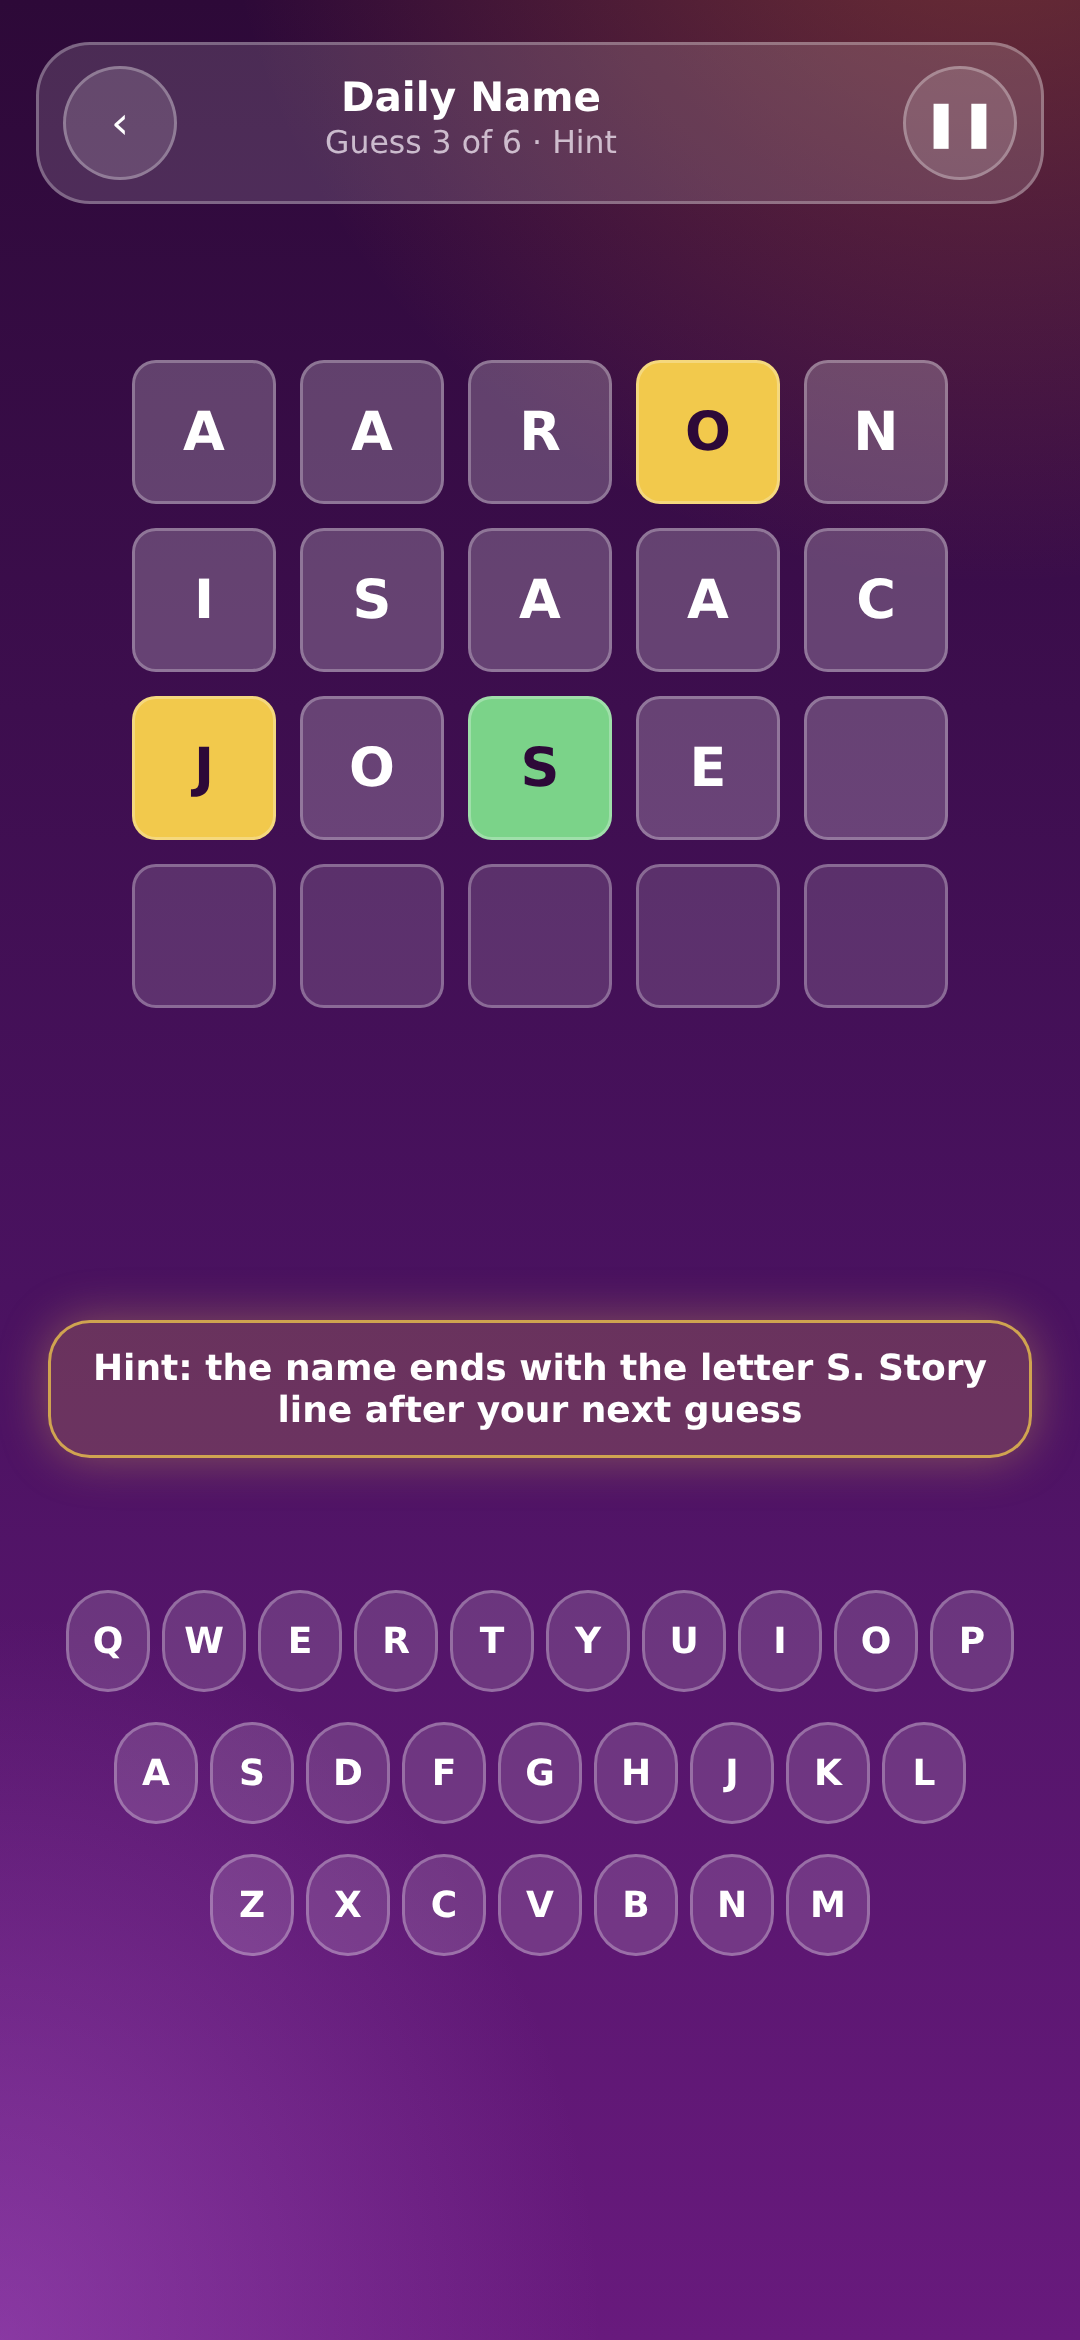 ‹
Daily Name
Guess 3 of 6 · Hint
A A R O N
I S A A C
J O S E
Hint: the name ends with the letter S. Story
line after your next guess
Q W E R T Y U I O P
A S D F G H J K L
Z X C V B N M